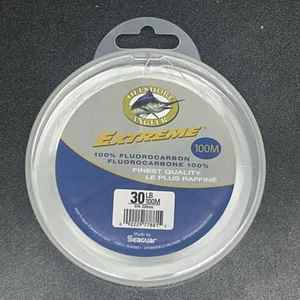 OFFSHORE
ANGLER
EXTREME
100M
100% FLUOROCARBON
FLUOROCARBONE 100%
FINEST QUALITY
LE PLUS RAFFINÉ
30 LB
100M
Made by
Seaguar